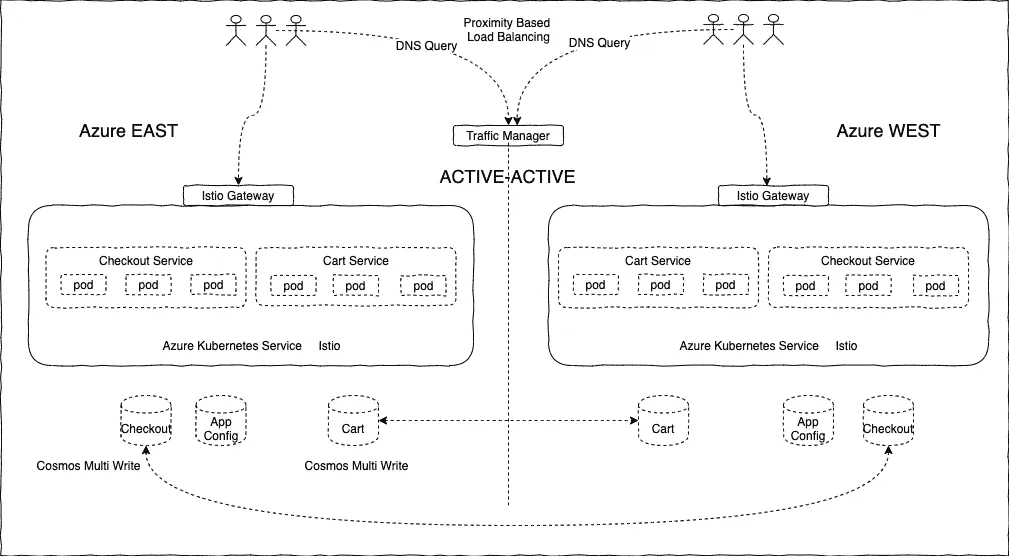 Proximity Based
Load Balancing
DNS Query
DNS Query
Azure EAST
Traffic Manager
Azure WEST
ACTIVE-ACTIVE
Istio Gateway
Istio Gateway
Checkout Service
pod
pod
pod
Cart Service
pod
pod
pod
Azure Kubernetes Service
Istio
Cart Service
pod
pod
pod
Checkout Service
pod
pod
pod
Azure Kubernetes Service
Istio
Checkout
App
Config
Cart
Cart
App
Config
Checkout
Cosmos Multi Write
Cosmos Multi Write